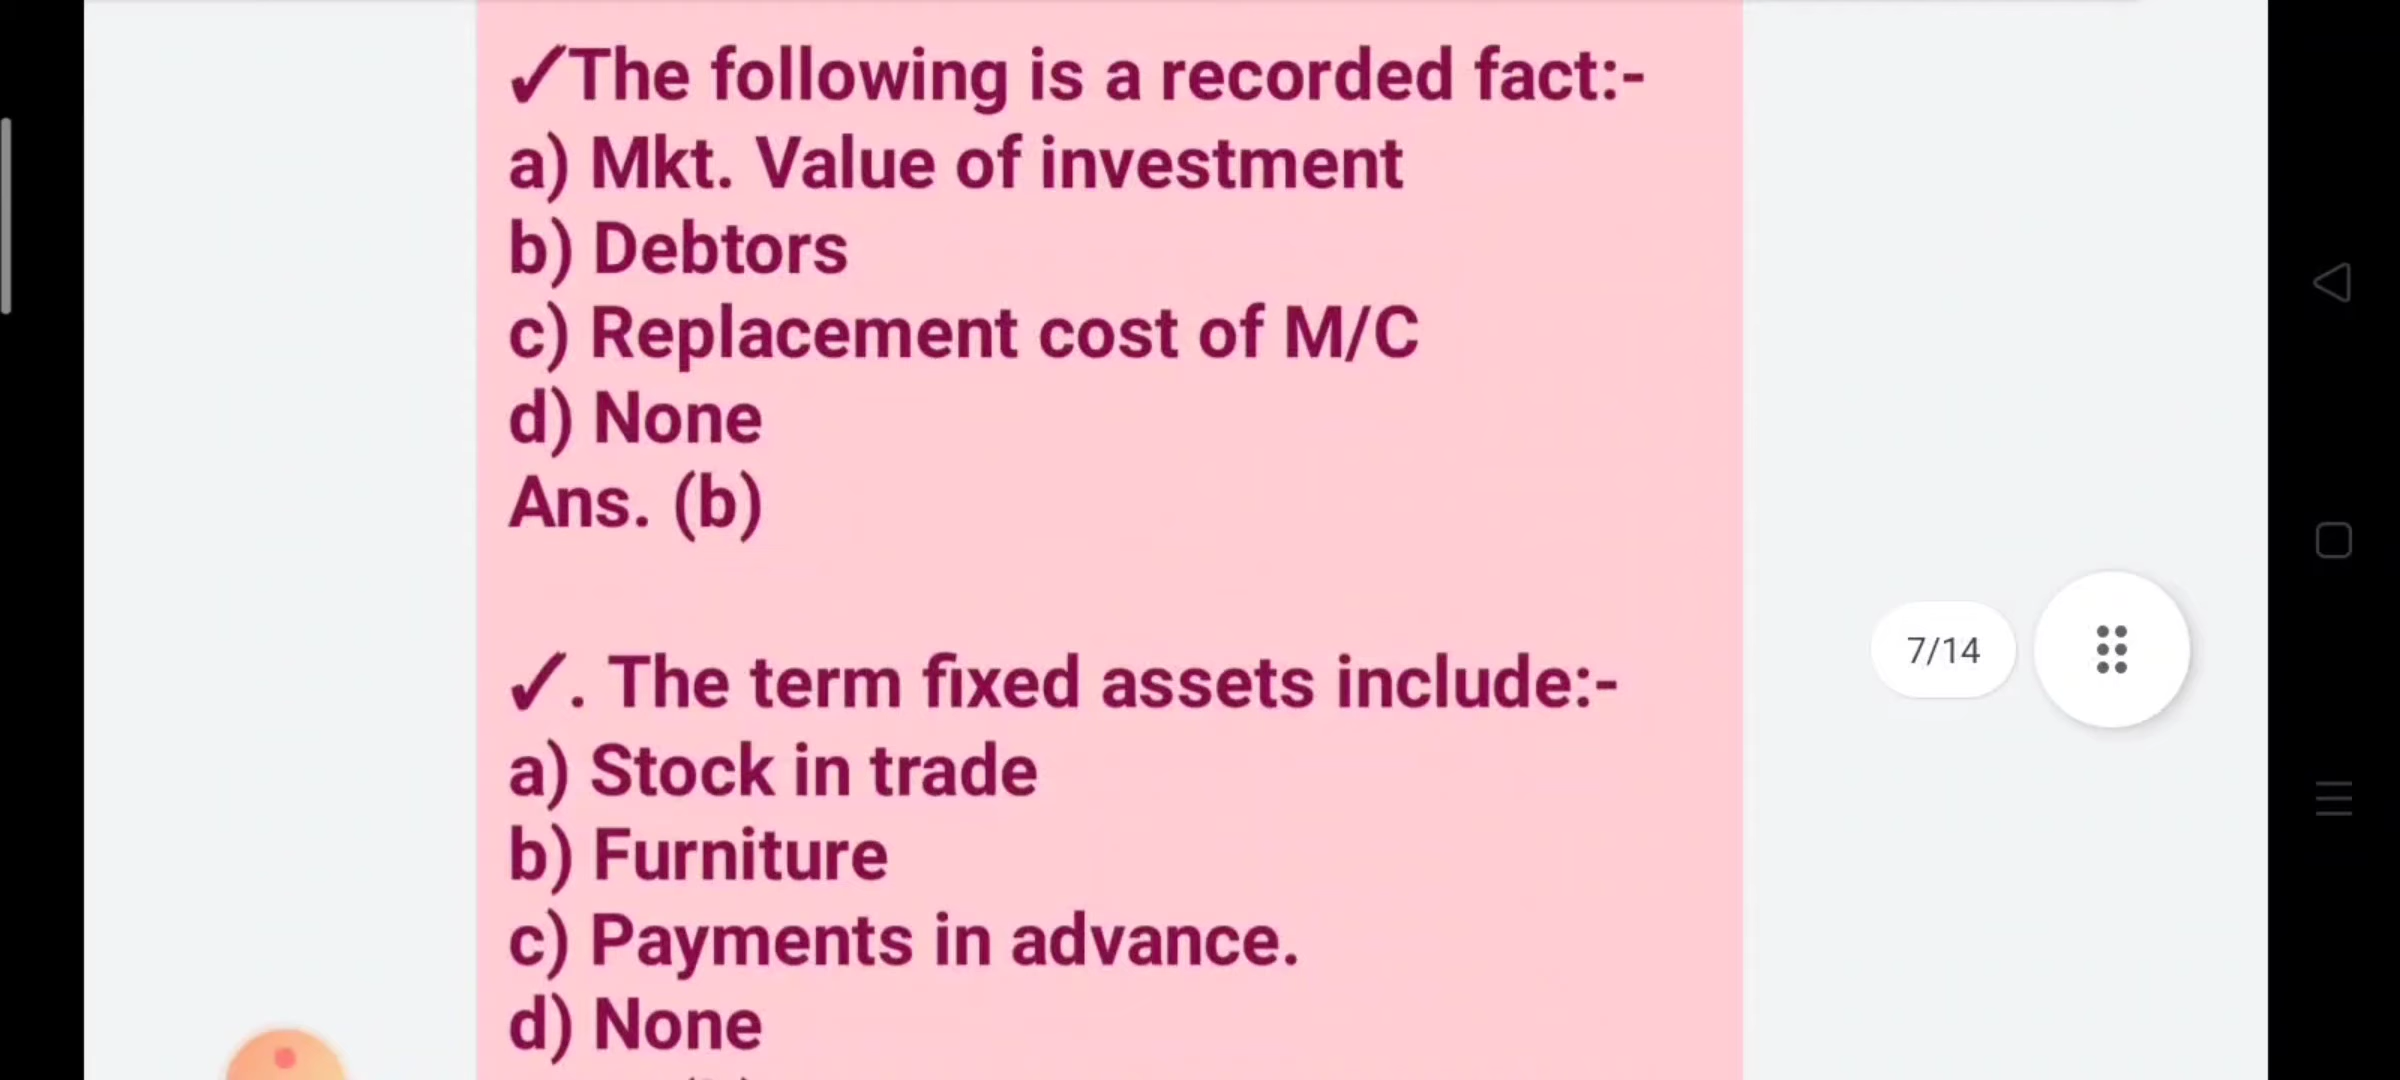 ✓The following is a recorded fact:-
a) Mkt. Value of investment
b) Debtors
c) Replacement cost of M/C
d) None
Ans. (b)
✓. The term fixed assets include:-
a) Stock in trade
b) Furniture
c) Payments in advance.
d) None
7/14